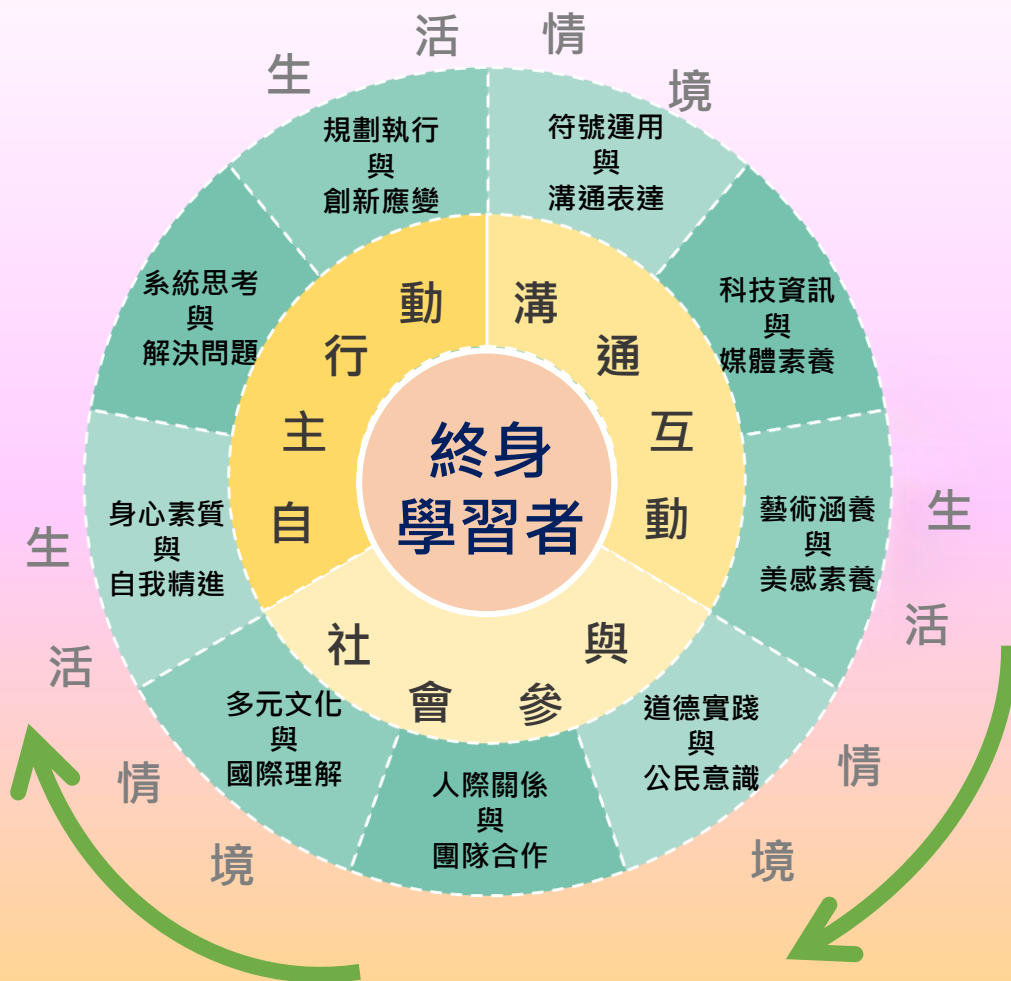 生活情境
規劃執行
與
創新應變
符號運用
與
溝通表達
系統思考
與
解決問題
科技資訊
與
媒體素養
自主行動
溝通互動
終身
學習者
身心素質
與
自我精進
藝術涵養
與
美感素養
生活情境
生活情境
社會參與
多元文化
與
國際理解
人際關係
與
團隊合作
道德實踐
與
公民意識